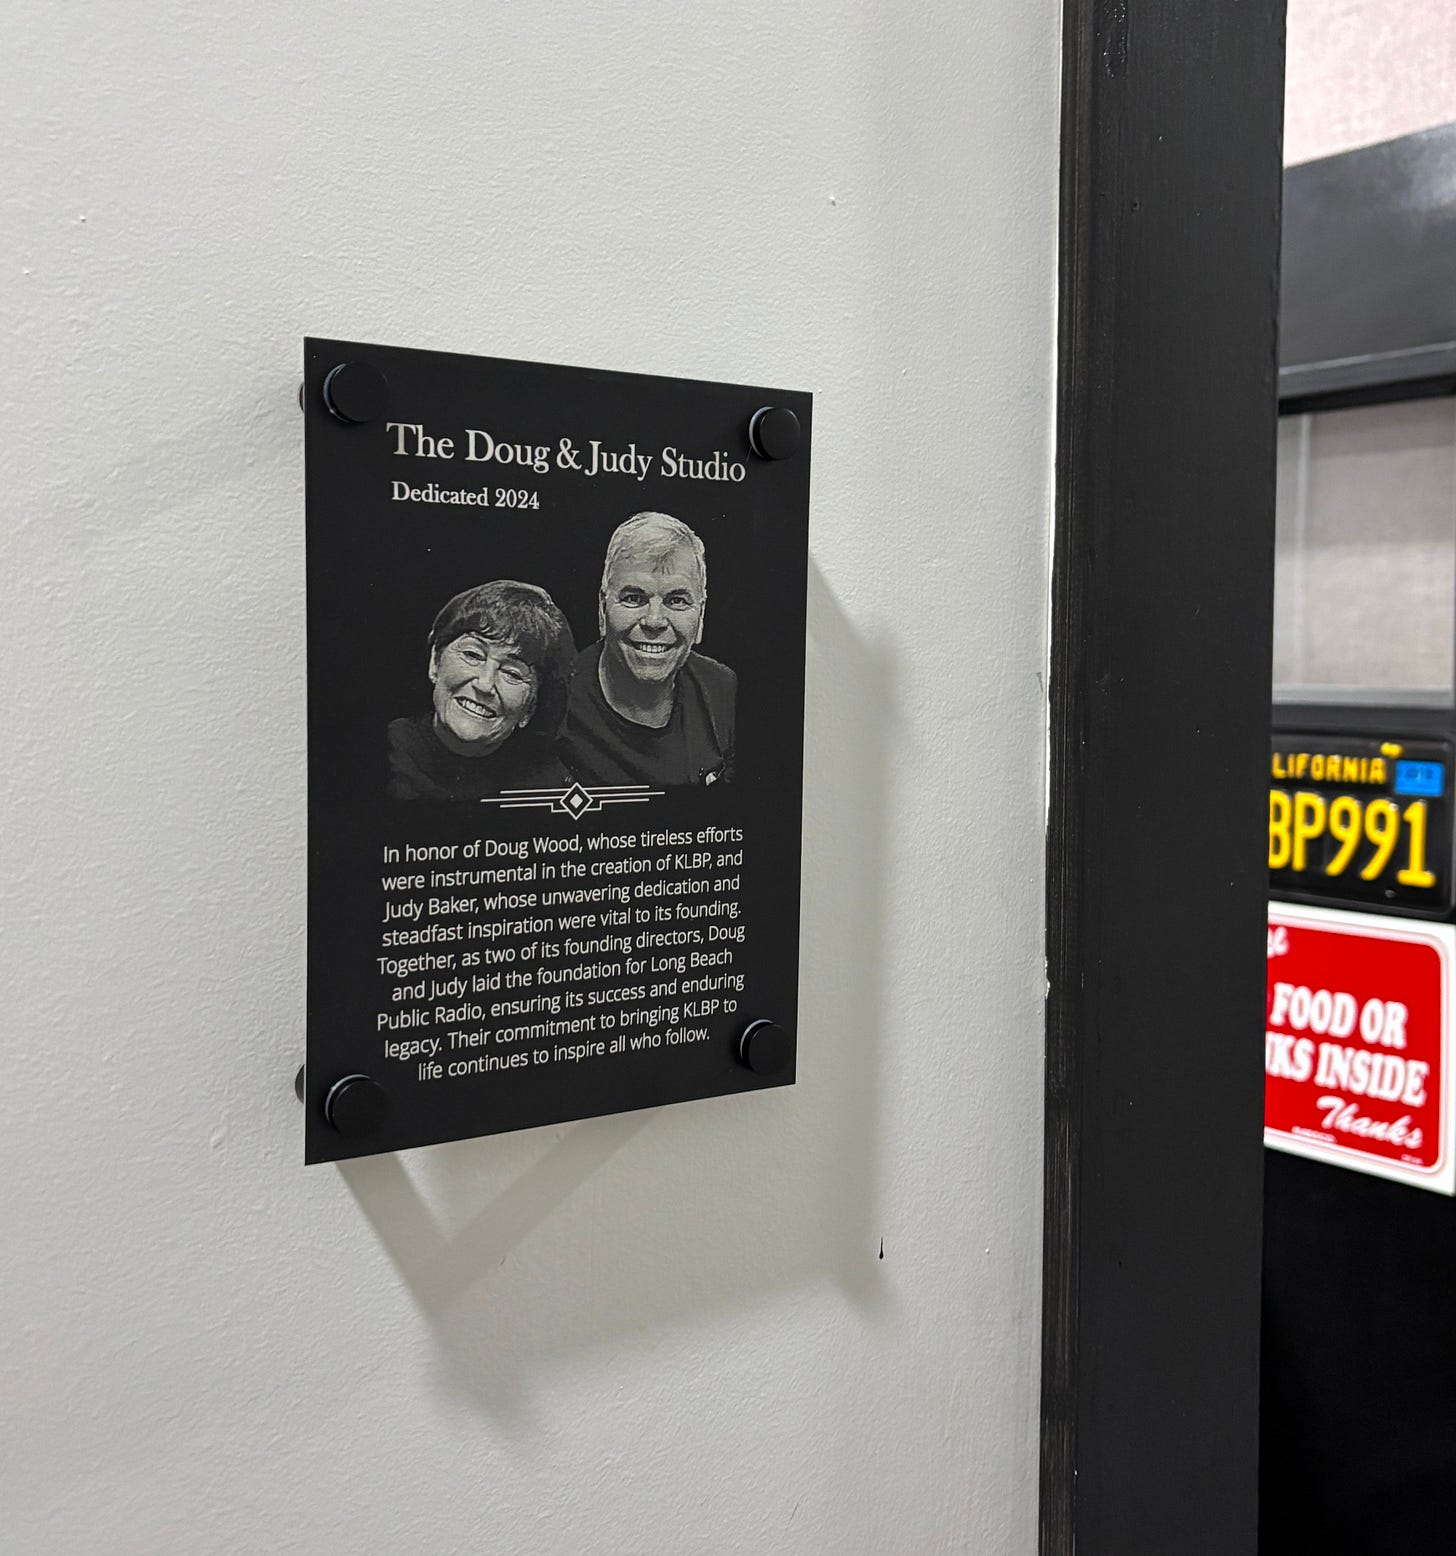 The Doug & Judy Studio
Dedicated 2024
In honor of Doug Wood, whose tireless efforts
were instrumental in the creation of KLBP, and
Judy Baker, whose unwavering dedication and
steadfast inspiration were vital to its founding.
Together, as two of its founding directors, Doug
and Judy laid the foundation for Long Beach
Public Radio, ensuring its success and enduring
legacy. Their commitment to bringing KLBP to
life continues to inspire all who follow.
LIFORNIA
BP991
FOOD OR
KS INSIDE
Thanks